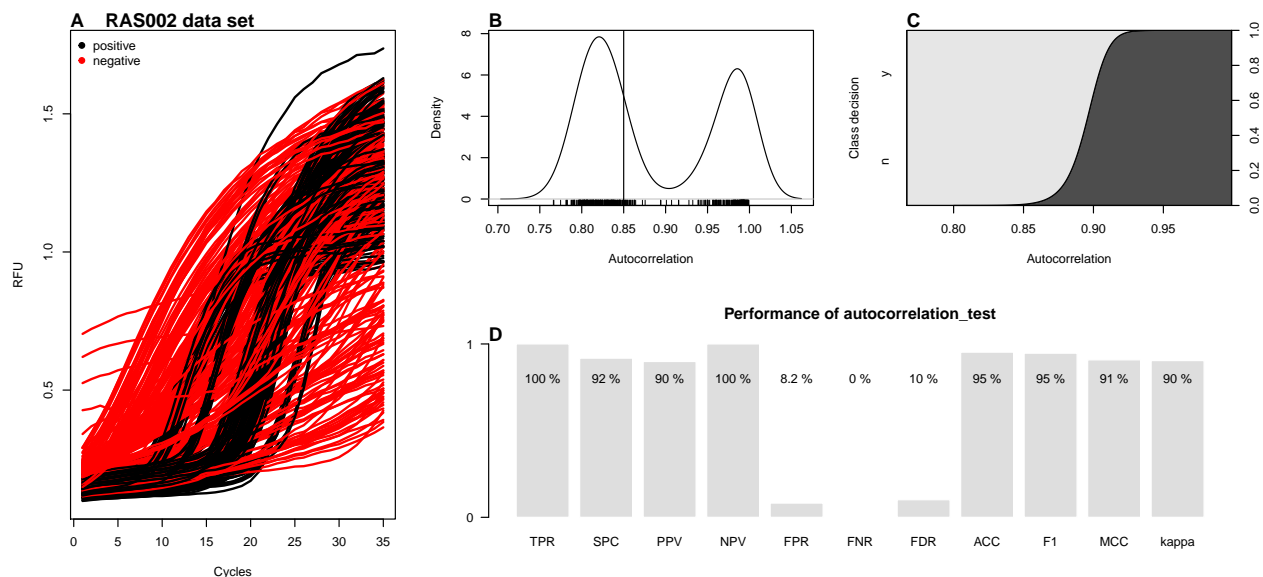 A RAS002 data set
positive
negative
RFU
0.5
1.0
1.5
0 5 10 15 20 25 30 35
Cycles
B
Density
0 2 4 6 8
0.70 0.75 0.80 0.85 0.90 0.95 1.00 1.05
Autocorrelation
C
Class decision
n y
0.0 0.2 0.4 0.6 0.8 1.0
0.80 0.85 0.90 0.95
Autocorrelation
Performance of autocorrelation_test
D
1
0
100 % 92 % 90 % 100 % 8.2 % 0 % 10 % 95 % 95 % 91 % 90 %
TPR SPC PPV NPV FPR FNR FDR ACC F1 MCC kappa